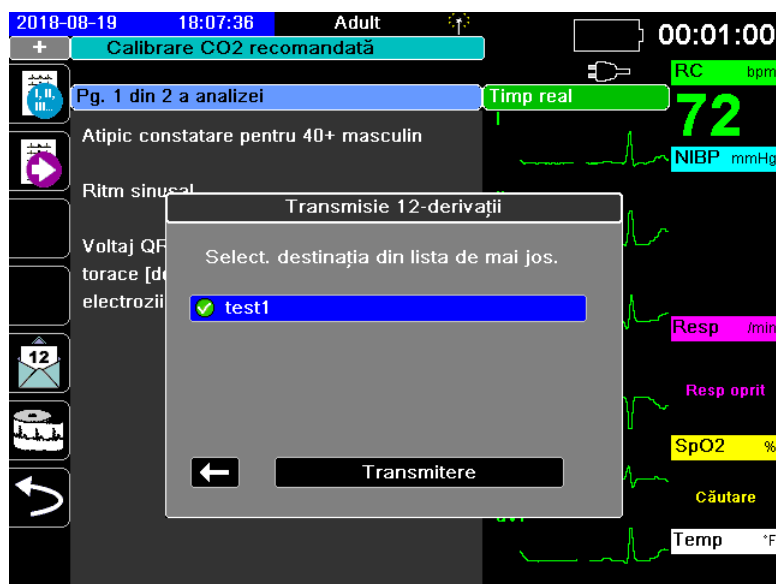 2018-08-19 18:07:36 Adult
00:01:00
+ Calibrare CO2 recomandată
RC bpm
I, II,
III...
Pg. 1 din 2 a analizei
Timp real
72
Atipic constatare pentru 40+ masculin
NIBP mmHg
Ritm sinusal
Transmisie 12-derivații
Voltaj QR
torace [de
electrozii
Select. destinația din lista de mai jos.
test1
Resp /min
12
Resp oprit
SpO2 %
Transmitere
Căutare
Temp °F